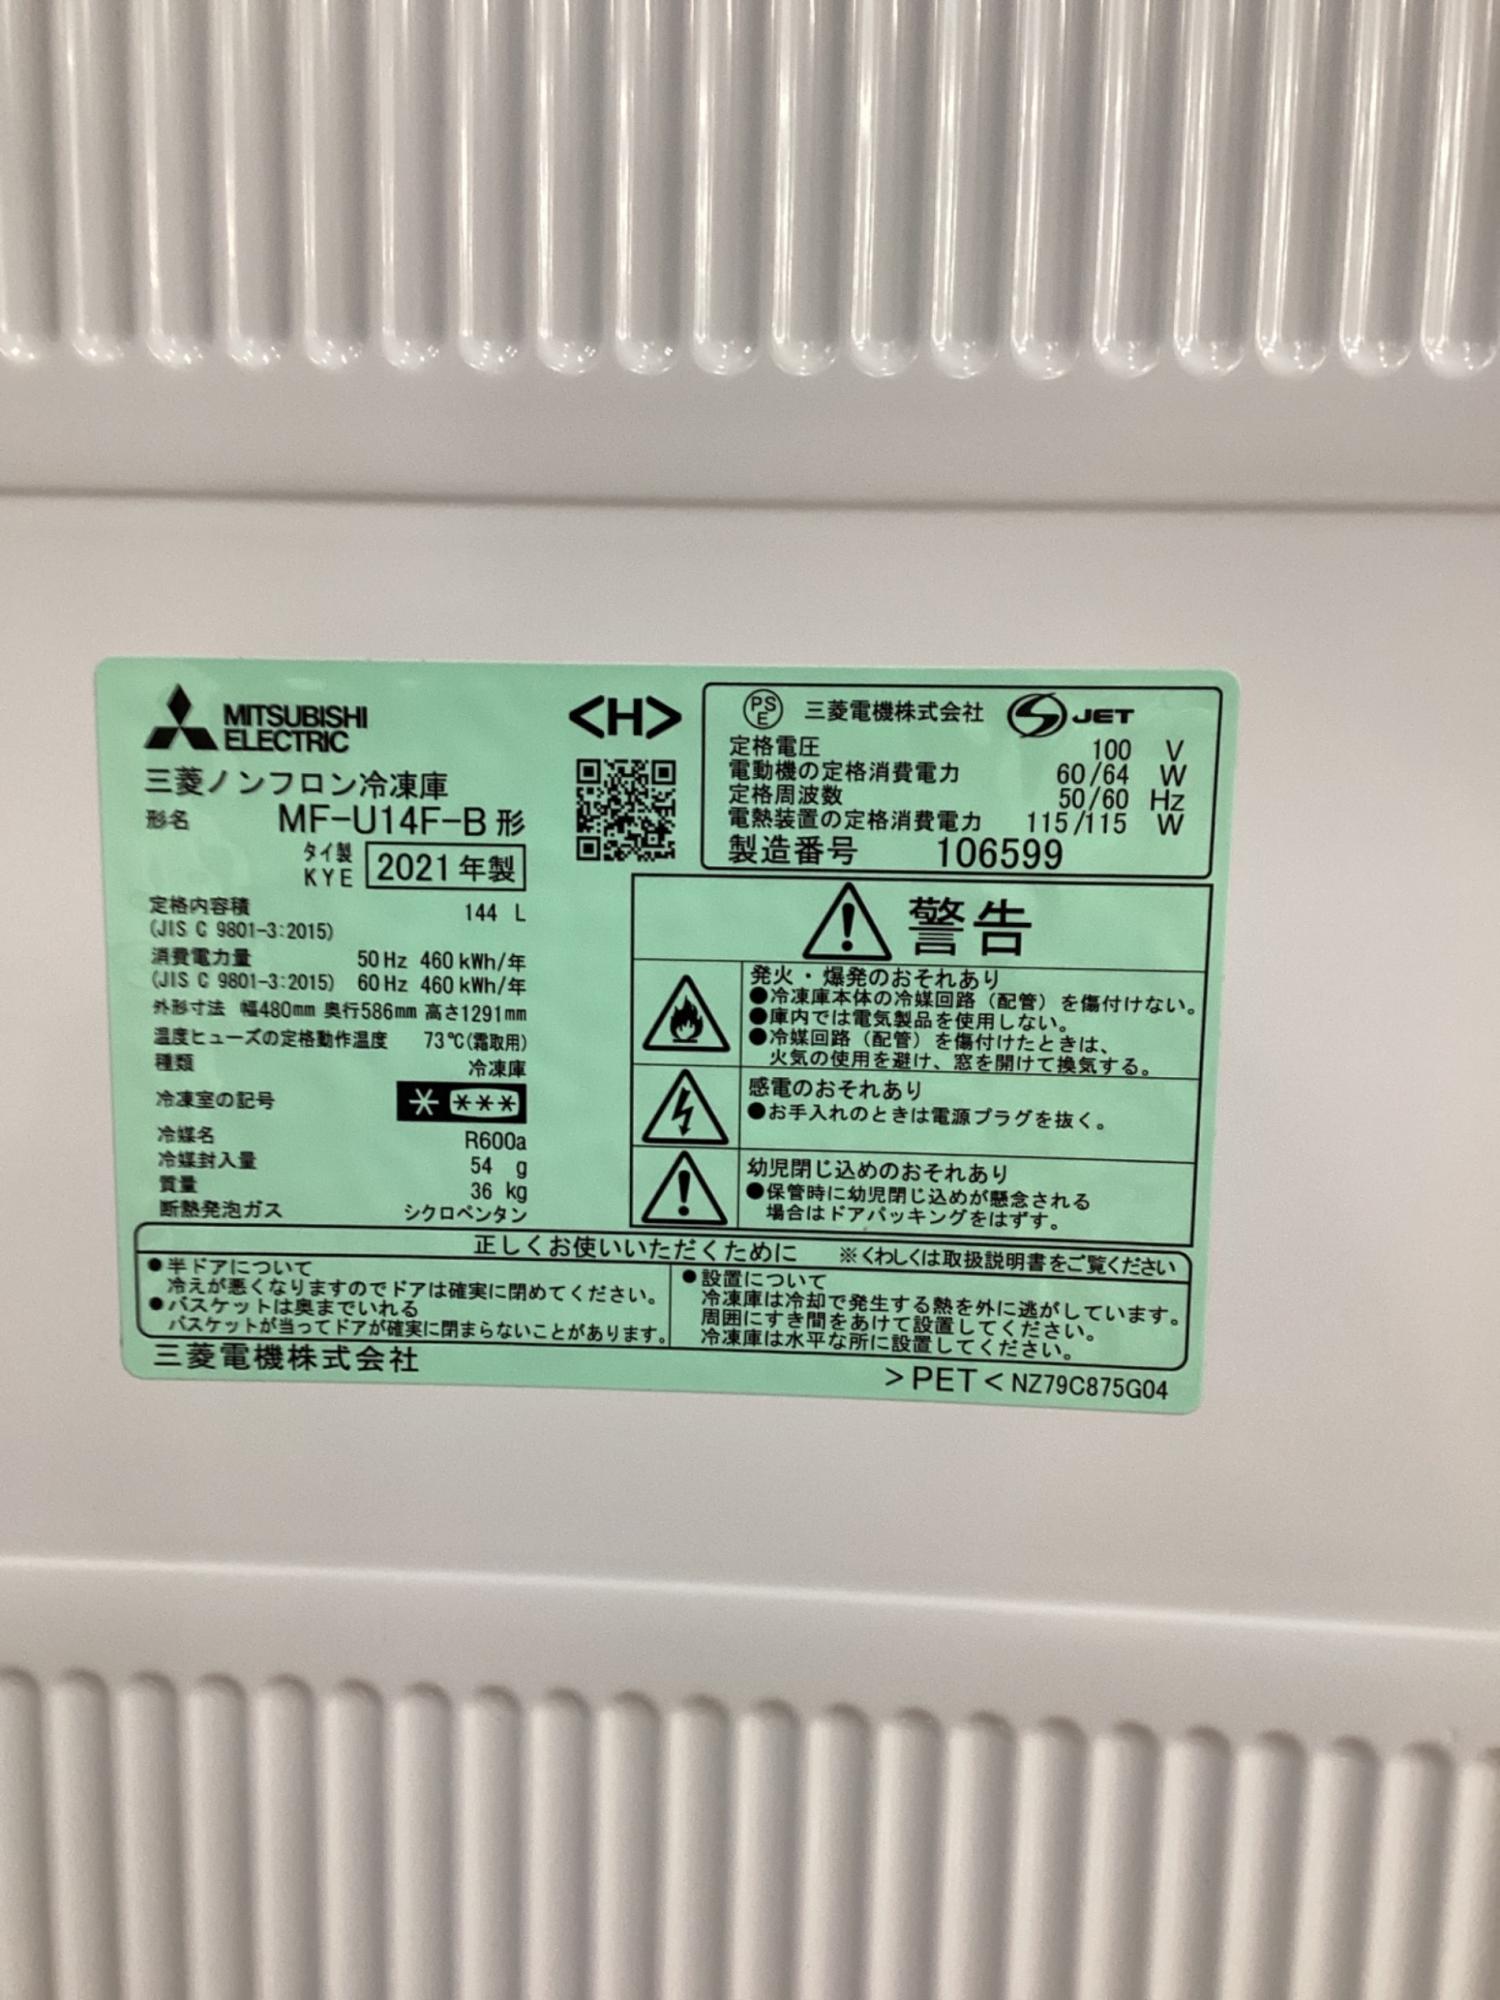 MITSUBISHI
ELECTRIC
三菱ノンフロン冷凍庫
形名 MF-U14F-B 形
タイ製
KYE
2021 年製
定格内容積 144 L
(JIS C 9801-3:2015)
消費電力量 50 Hz 460 kWh/年
(JIS C 9801-3:2015) 60 Hz 460 kWh/年
外形寸法 幅480mm 奥行586mm 高さ1291mm
温度ヒューズの定格動作温度 73℃(霜取用)
種類 冷凍庫
冷凍室の記号
冷媒名 R600a
冷媒封入量 54 g
質量 36 kg
断熱発泡ガス シクロペンタン
<H>
PS
E
三菱電機株式会社
JET
定格電圧 100 V
電動機の定格消費電力 60/64 W
定格周波数 50/60 Hz
電熱装置の定格消費電力 115/115 W
製造番号 106599
警告
発火・爆発のおそれあり
●冷凍庫本体の冷媒回路（配管）を傷付けない。
●庫内では電気製品を使用しない。
●冷媒回路（配管）を傷付けたときは、
火気の使用を避け、窓を開けて換気する。
感電のおそれあり
●お手入れのときは電源プラグを抜く。
幼児閉じ込めのおそれあり
●保管時に幼児閉じ込めが懸念される
場合はドアパッキングをはずす。
正しくお使いいただくために ※くわしくは取扱説明書をご覧ください
●半ドアについて
冷えが悪くなりますのでドアは確実に閉めてください。
●バスケットは奥までいれる
バスケットが当ってドアが確実に閉まらないことがあります。
●設置について
冷凍庫は冷却で発生する熱を外に逃がしています。
周囲にすき間をあけて設置してください。
冷凍庫は水平な所に設置してください。
三菱電機株式会社
>PET< NZ79C875G04